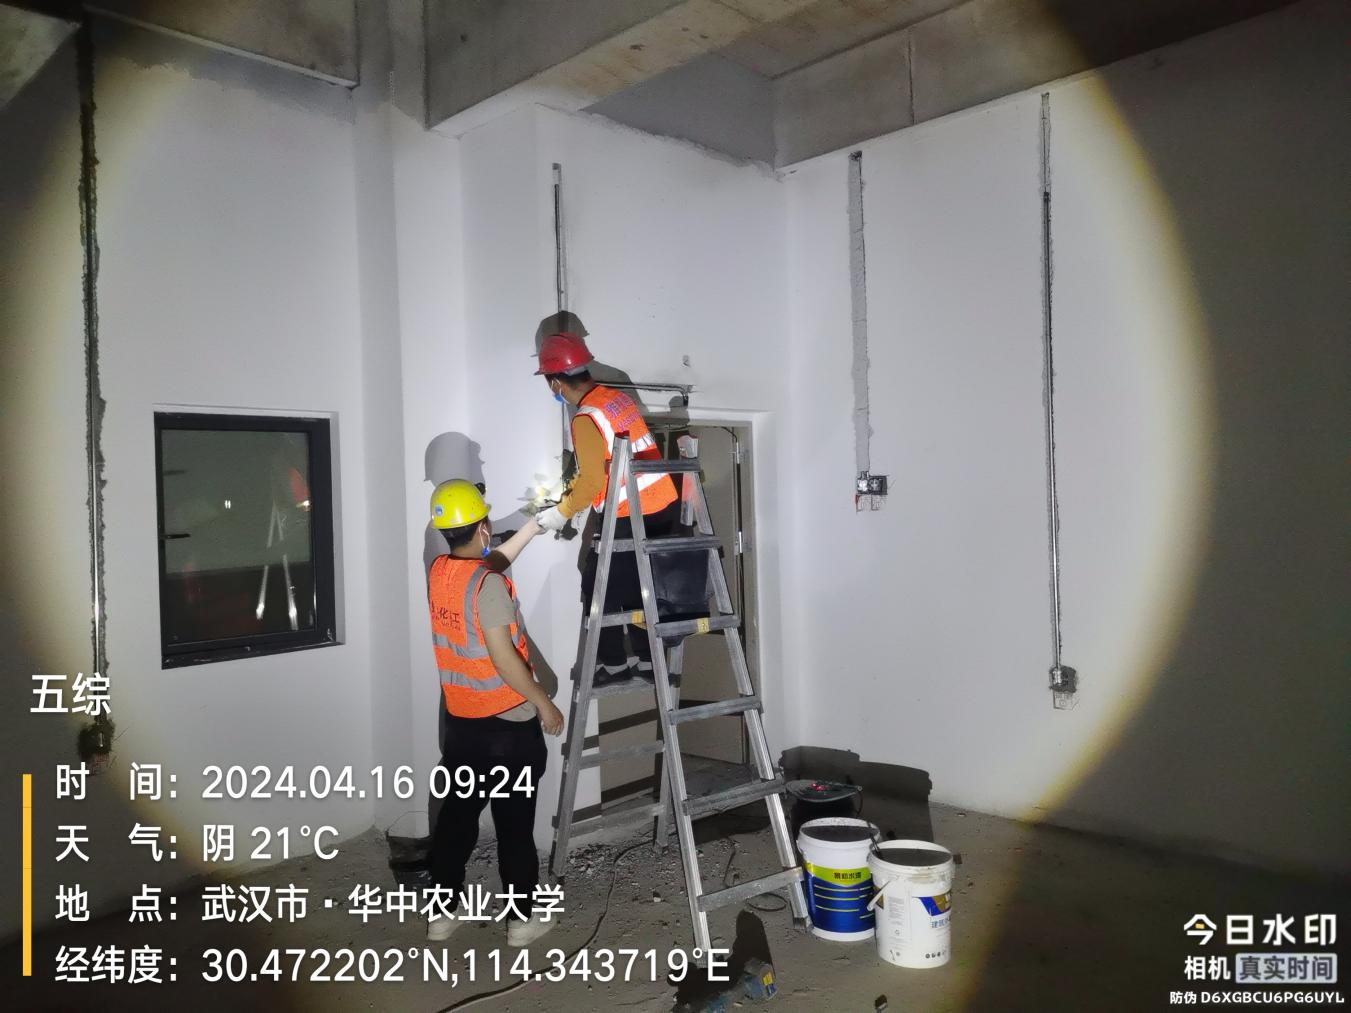 五综
时 间：2024.04.16 09:24
天 气：阴 21°C
地 点：武汉市·华中农业大学
经纬度：30.472202°N,114.343719°E
今日水印
相机 真实时间
防伪 D6XGBCU6PG6UYL